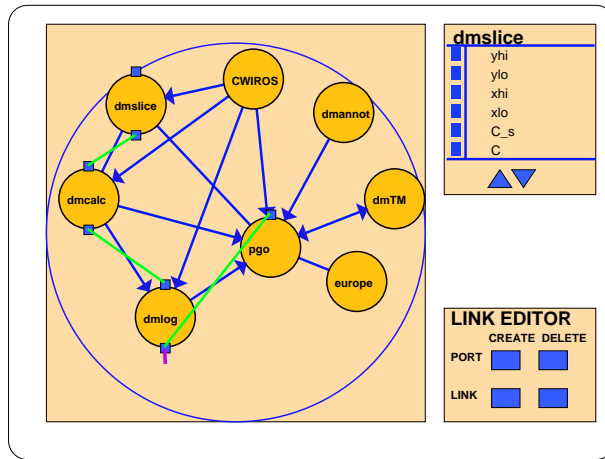 dmslice
CWIROS
dmannot
dmcalc
dmTM
pgo
europe
dmlog
dmslice
yhi
ylo
xhi
xlo
C_s
C
LINK EDITOR
CREATE DELETE
PORT
LINK